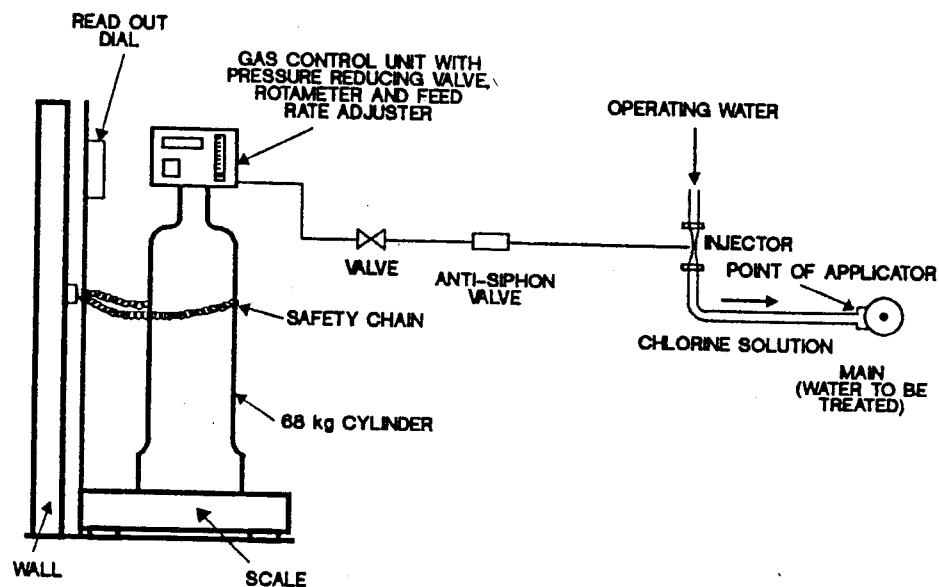 READ OUT
DIAL
GAS CONTROL UNIT WITH
PRESSURE REDUCING VALVE,
ROTAMETER AND FEED
RATE ADJUSTER
OPERATING WATER
INJECTOR
VALVE
ANTI-SIPHON
VALVE
POINT OF APPLICATOR
SAFETY CHAIN
CHLORINE SOLUTION
MAIN
(WATER TO BE
TREATED)
68 kg CYLINDER
WALL
SCALE